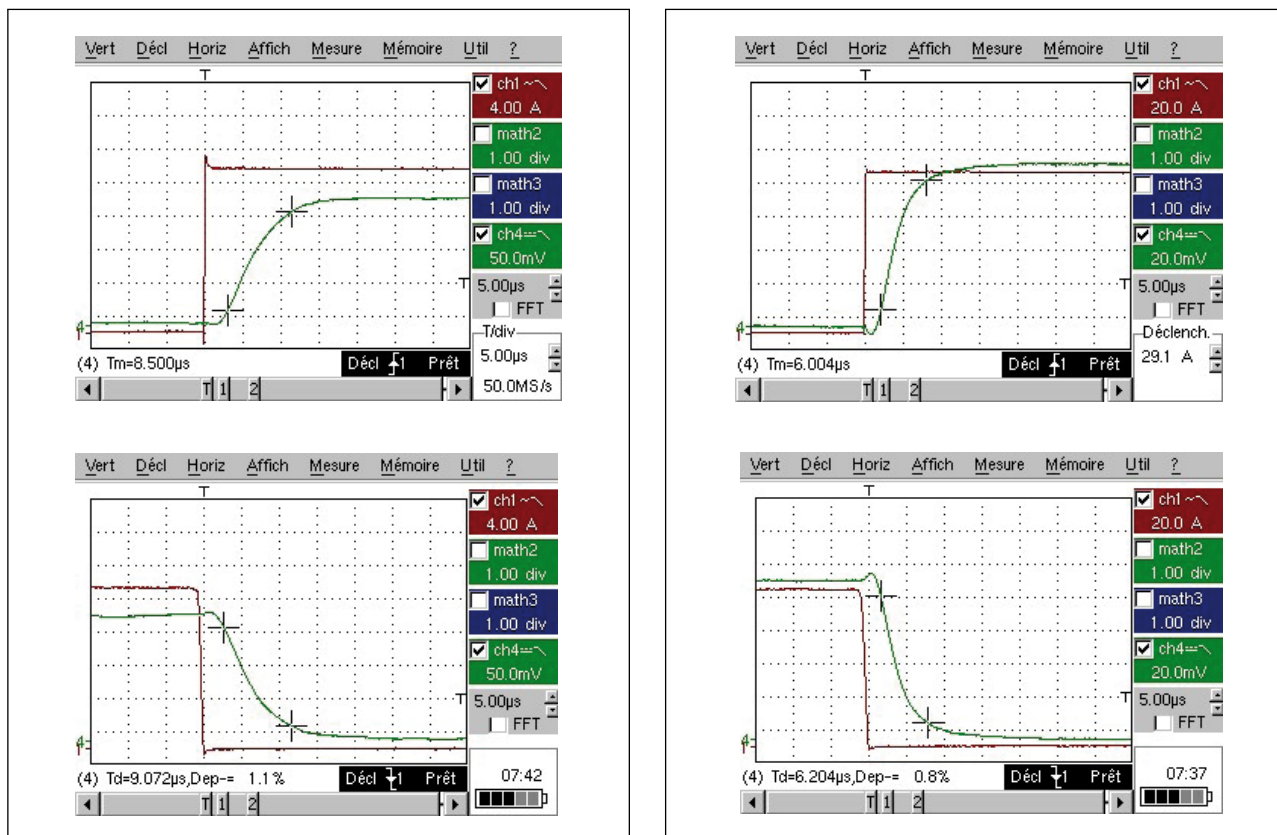 Vert Décl Horiz Affich Mesure Mémoire Util ?
T
ch1
4.00 A
math2
1.00 div
math3
1.00 div
ch4
50.0mV
T
5.00µs
FFT
T/div
5.00µs
50.0MS/s
4
(4) Tm=8.500µs
Décl 1 Prêt
T 1 2
Vert Décl Horiz Affich Mesure Mémoire Util ?
T
ch1
4.00 A
math2
1.00 div
math3
1.00 div
ch4
50.0mV
T
5.00µs
FFT
4
(4) Td=9.072µs,Dep-= 1.1%
Décl 1 Prêt
07:42
T 1 2
Vert Décl Horiz Affich Mesure Mémoire Util ?
T
ch1
20.0 A
math2
1.00 div
math3
1.00 div
ch4
20.0mV
T
5.00µs
FFT
Déclench.
29.1 A
4
(4) Tm=6.004µs
Décl 1 Prêt
T 1 2
Vert Décl Horiz Affich Mesure Mémoire Util ?
T
ch1
20.0 A
math2
1.00 div
math3
1.00 div
ch4
20.0mV
T
5.00µs
FFT
4
(4) Td=6.204µs,Dep-= 0.8%
Décl 1 Prêt
07:37
T 1 2